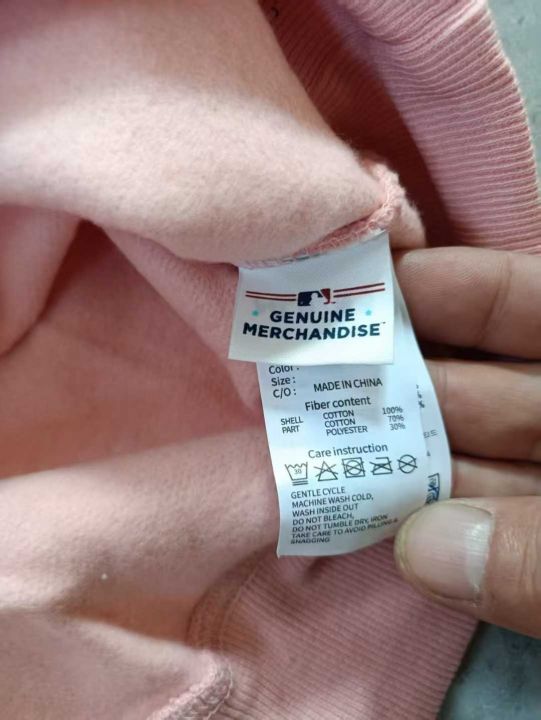 GENUINE
MERCHANDISE
Color :
Size :
C/O : MADE IN CHINA
Fiber content
SHELL COTTON 100%
PART COTTON 70%
POLYESTER 30%
Care instruction
30
GENTLE CYCLE
MACHINE WASH COLD,
WASH INSIDE OUT
DO NOT BLEACH,
DO NOT TUMBLE DRY, IRON
TAKE CARE TO AVOID PILLING &
SNAGGING